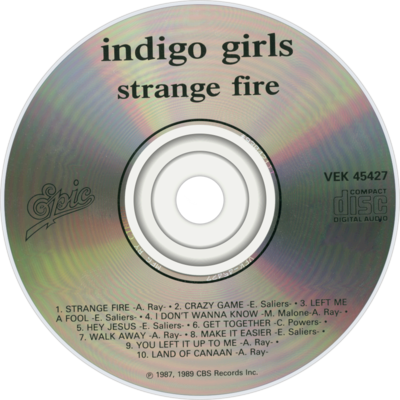 indigo girls
strange fire
VEK 45427
Epic
COMPACT
disc
DIGITAL AUDIO
1. STRANGE FIRE -A. Ray- • 2. CRAZY GAME -E. Saliers- • 3. LEFT ME
A FOOL -E. Saliers- • 4. I DON'T WANNA KNOW -M. Malone-A. Ray- •
5. HEY JESUS -E. Saliers- • 6. GET TOGETHER -C. Powers- •
7. WALK AWAY -A. Ray- • 8. MAKE IT EASIER -E. Saliers-
9. YOU LEFT IT UP TO ME -A. Ray- •
10. LAND OF CANAAN -A. Ray-
℗ 1987, 1989 CBS Records Inc.